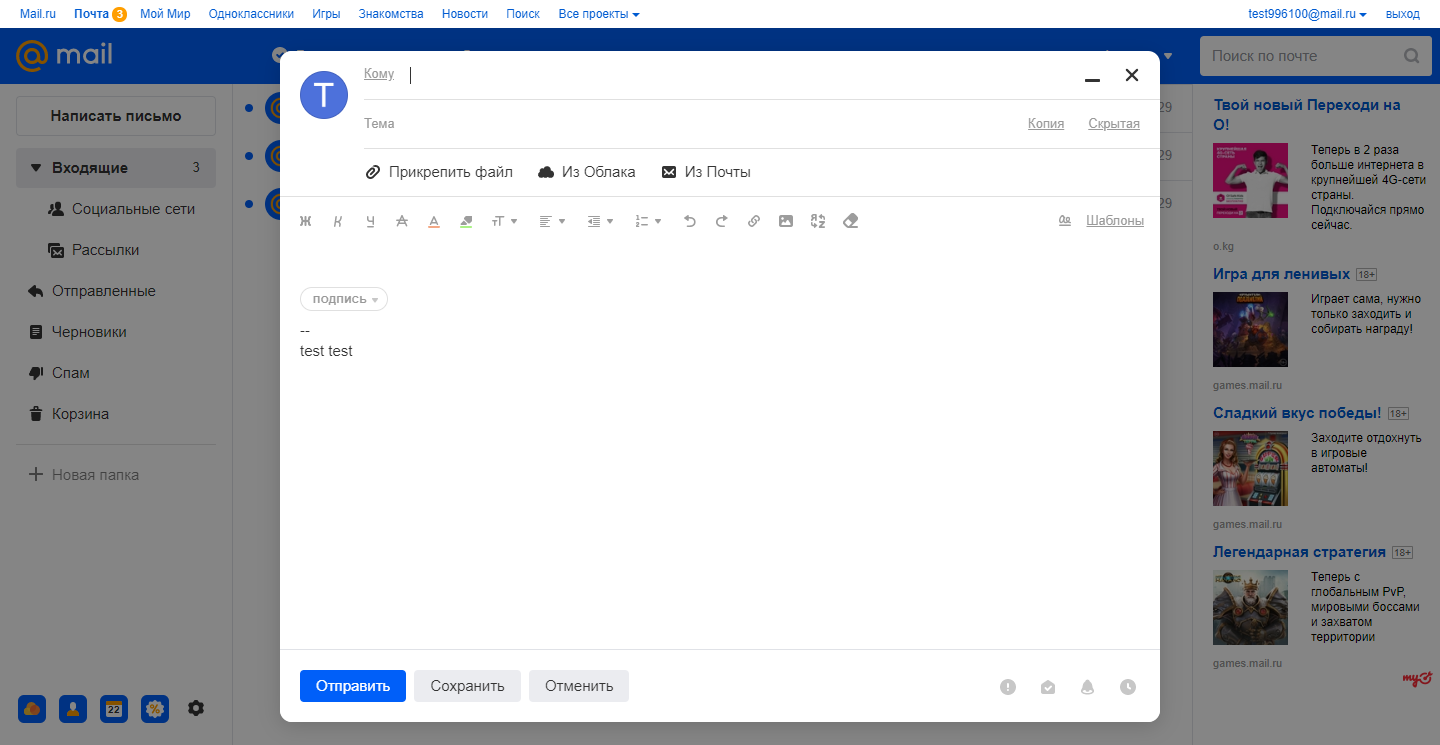 Mail.ru Почта 3 Мой Мир Одноклассники Игры Знакомства Новости Поиск Все проекты test996100@mail.ru выход
@mail Поиск по почте
Написать письмо
Входящие 3
Социальные сети
Рассылки
Отправленные
Черновики
Спам
Корзина
Новая папка
22
T
Кому
Тема Копия Скрытая
Прикрепить файл Из Облака Из Почты
Ж К Ч А А тТ Шаблоны
ПОДПИСЬ
--
test test
Отправить Сохранить Отменить
29
29
29
Твой новый Переходи на
О!
Теперь в 2 раза
больше интернета в
крупнейшей 4G-сети
страны.
Подключайся прямо
сейчас.
o.kg
Игра для ленивых 18+
Играет сама, нужно
только заходить и
собирать награду!
games.mail.ru
Сладкий вкус победы! 18+
Заходите отдохнуть
в игровые
автоматы!
games.mail.ru
Легендарная стратегия 18+
Теперь с
глобальным PvP,
мировыми боссами
и захватом
территории
games.mail.ru